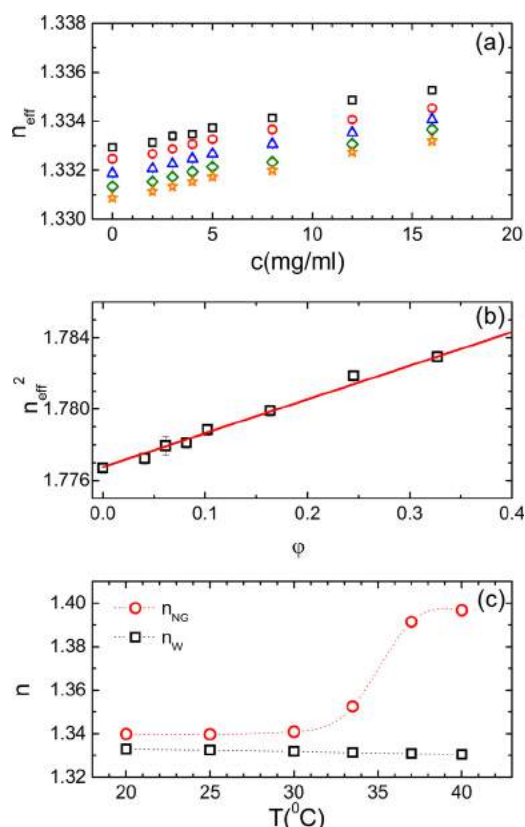 1.338
(a)
1.336
n_eff
1.334
1.332
1.330
0 5 10 15 20
c(mg/ml)
(b)
1.784
n_eff^2
1.780
1.776
0.0 0.1 0.2 0.3 0.4
φ
(c)
1.40
n_NG
n_W
1.38
n
1.36
1.34
1.32
20 25 30 35 40
T(^0C)